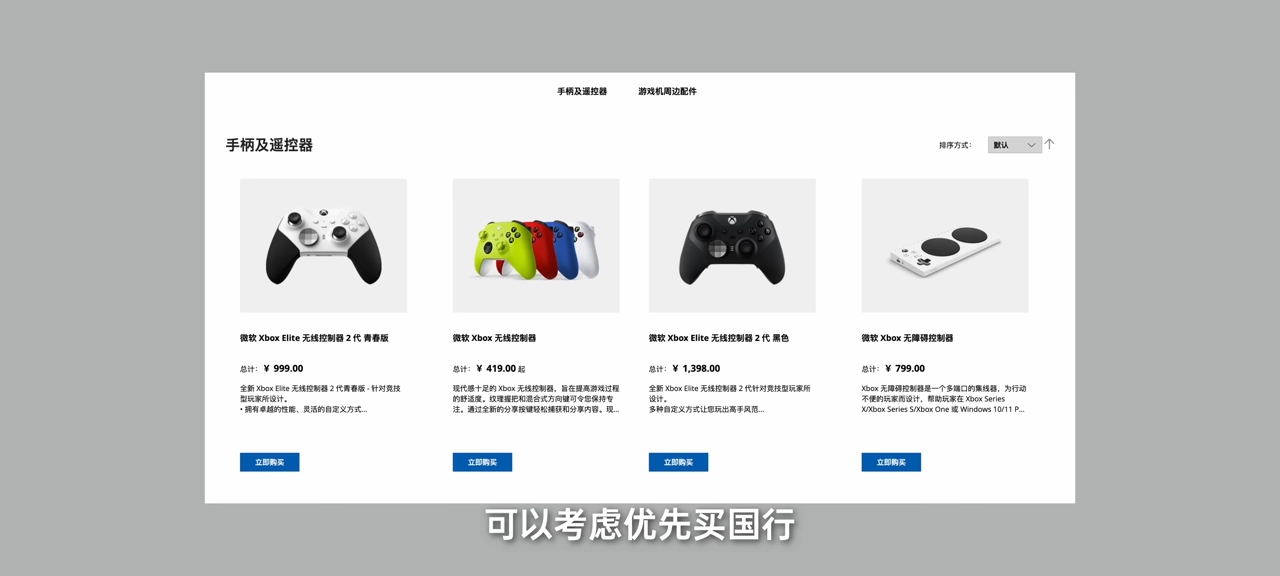 手柄及遥控器 游戏机周边配件
手柄及遥控器
排序方式： 默认
微软 Xbox Elite 无线控制器 2 代 青春版
总计： ￥ 999.00
全新 Xbox Elite 无线控制器 2 代青春版 - 针对竞技
型玩家所设计。
• 拥有卓越的性能、灵活的自定义方式...
立即购买
微软 Xbox 无线控制器
总计： ￥ 419.00 起
现代感十足的 Xbox 无线控制器，旨在提高游戏过程
的舒适度。纹理握把和混合式方向键可令您保持专
注。通过全新的分享按键轻松捕获和分享内容。现...
立即购买
微软 Xbox Elite 无线控制器 2 代 黑色
总计： ￥ 1,398.00
全新 Xbox Elite 无线控制器 2 代针对竞技型玩家所
设计。
多种自定义方式让您玩出高手风范...
立即购买
微软 Xbox 无障碍控制器
总计： ￥ 799.00
Xbox 无障碍控制器是一个多端口的集线器，为行动
不便的玩家而设计，帮助玩家在 Xbox Series
X/Xbox Series S/Xbox One 或 Windows 10/11 P...
立即购买
可以考虑优先买国行